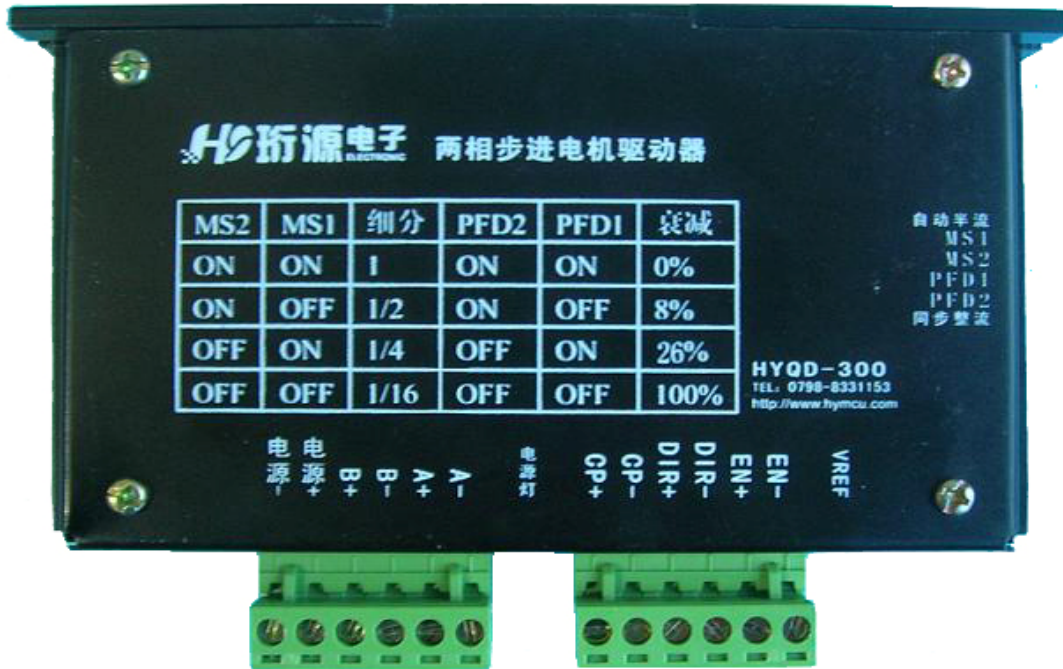 HY 珩源电子 ELECTRONIC 两相步进电机驱动器
MS2 MS1 细分 PFD2 PFD1 衰减
ON ON 1 ON ON 0%
ON OFF 1/2 ON OFF 8%
OFF ON 1/4 OFF ON 26%
OFF OFF 1/16 OFF OFF 100%
自动半流
MS1
MS2
PFD1
PFD2
同步整流
HYQD-300
TEL: 0798-8331153
http://www.hymcu.com
电源-
电源+
B+
B-
A+
A-
电源灯
CP+
CP-
DIR+
DIR-
EN+
EN-
VREF